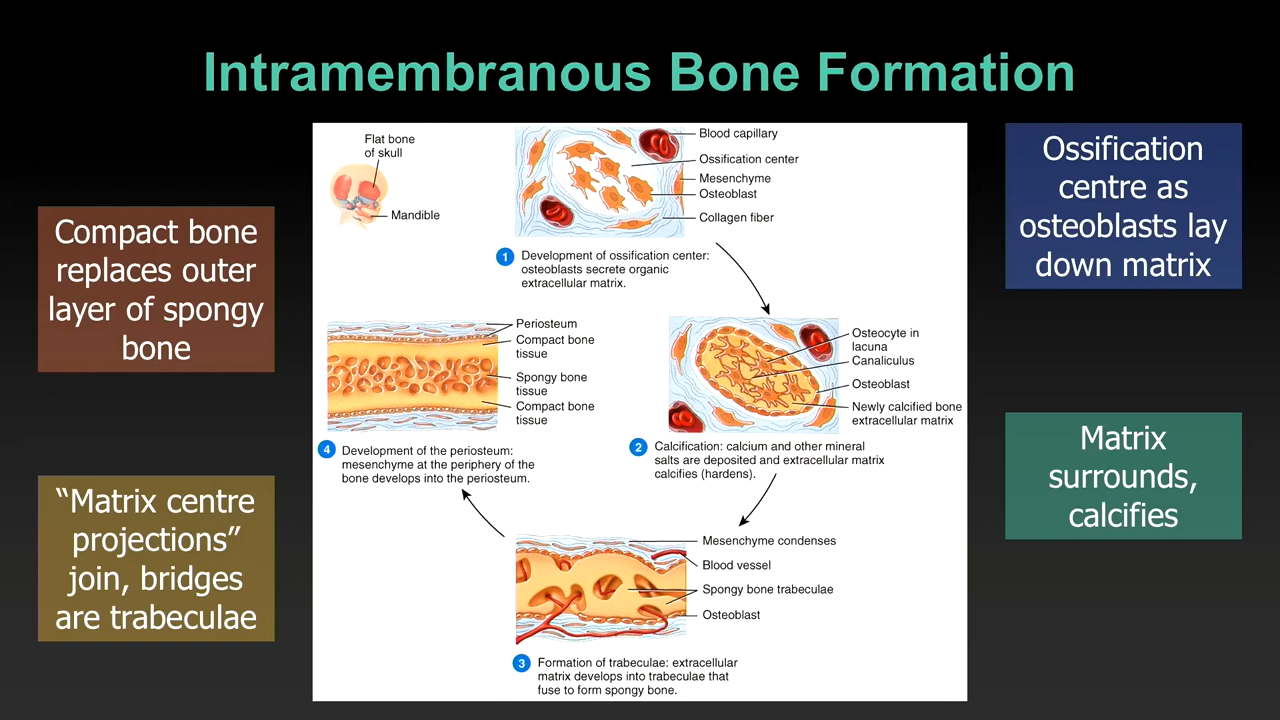 Intramembranous Bone Formation
Compact bone
replaces outer
layer of spongy
bone
“Matrix centre
projections”
join, bridges
are trabeculae
Flat bone
of skull
Mandible
Blood capillary
Ossification center
Mesenchyme
Osteoblast
Collagen fiber
1 Development of ossification center:
osteoblasts secrete organic
extracellular matrix.
Periosteum
Compact bone
tissue
Spongy bone
tissue
Compact bone
tissue
4 Development of the periosteum:
mesenchyme at the periphery of the
bone develops into the periosteum.
Osteocyte in
lacuna
Canaliculus
Osteoblast
Newly calcified bone
extracellular matrix
2 Calcification: calcium and other mineral
salts are deposited and extracellular matrix
calcifies (hardens).
Mesenchyme condenses
Blood vessel
Spongy bone trabeculae
Osteoblast
3 Formation of trabeculae: extracellular
matrix develops into trabeculae that
fuse to form spongy bone.
Ossification
centre as
osteoblasts lay
down matrix
Matrix
surrounds,
calcifies